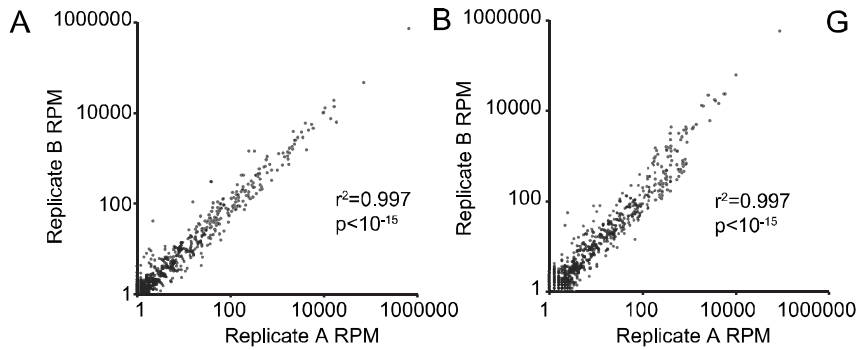 A
Replicate B RPM
1000000
10000
100
1
r²=0.997
p<10⁻¹⁵
1
100
10000
1000000
Replicate A RPM
B
Replicate B RPM
1000000
10000
100
1
r²=0.997
p<10⁻¹⁵
1
100
10000
1000000
Replicate A RPM
G